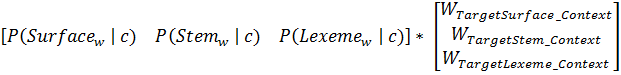 [P(Surface_w | c) P(Stem_w | c) P(Lexeme_w | c)] * [W_TargetSurface_Context
W_TargetStem_Context
W_TargetLexeme_Context]